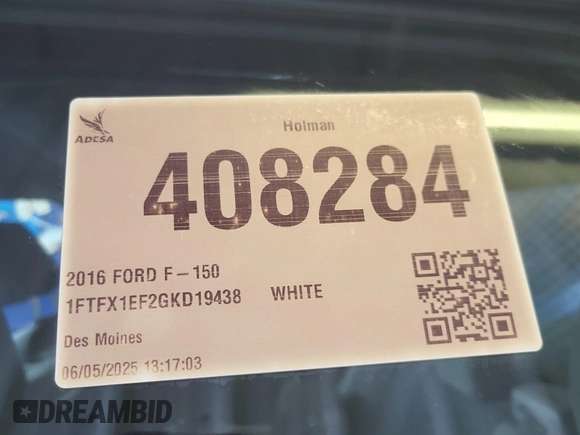 ADESA
Holman
408284
2016 FORD F-150
1FTFX1EF2GKD19438 WHITE
Des Moines
06/05/2025 13:17:03
DREAMBID